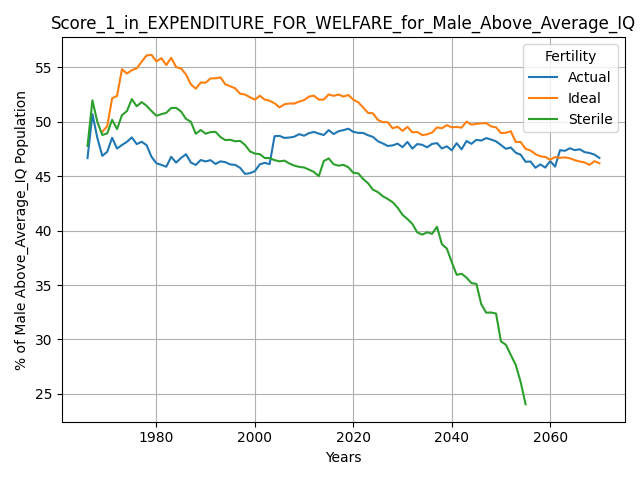 Score_1_in_EXPENDITURE_FOR_WELFARE_for_Male_Above_Average_IQ
% of Male Above_Average_IQ Population
55
50
45
40
35
30
25
Fertility
Actual
Ideal
Sterile
1980
2000
2020
2040
2060
Years